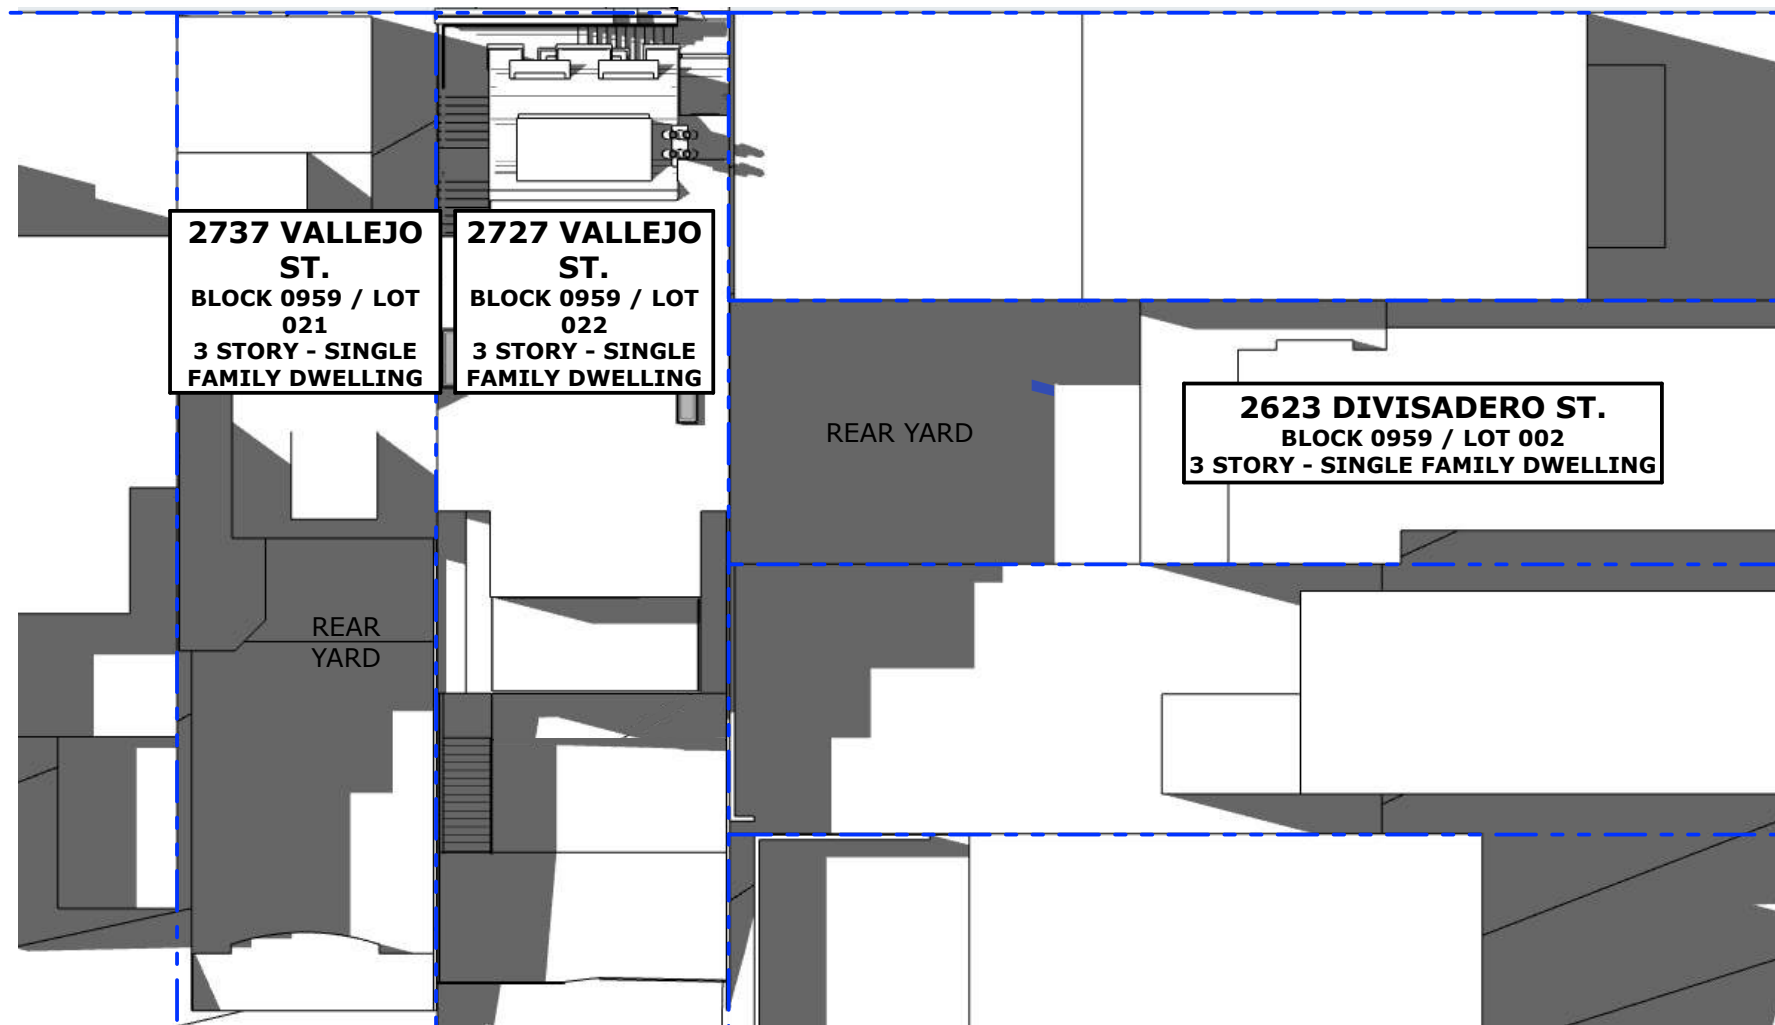 2737 VALLEJO
ST.
BLOCK 0959 / LOT
021
3 STORY - SINGLE
FAMILY DWELLING
2727 VALLEJO
ST.
BLOCK 0959 / LOT
022
3 STORY - SINGLE
FAMILY DWELLING
REAR YARD
2623 DIVISADERO ST.
BLOCK 0959 / LOT 002
3 STORY - SINGLE FAMILY DWELLING
REAR
YARD